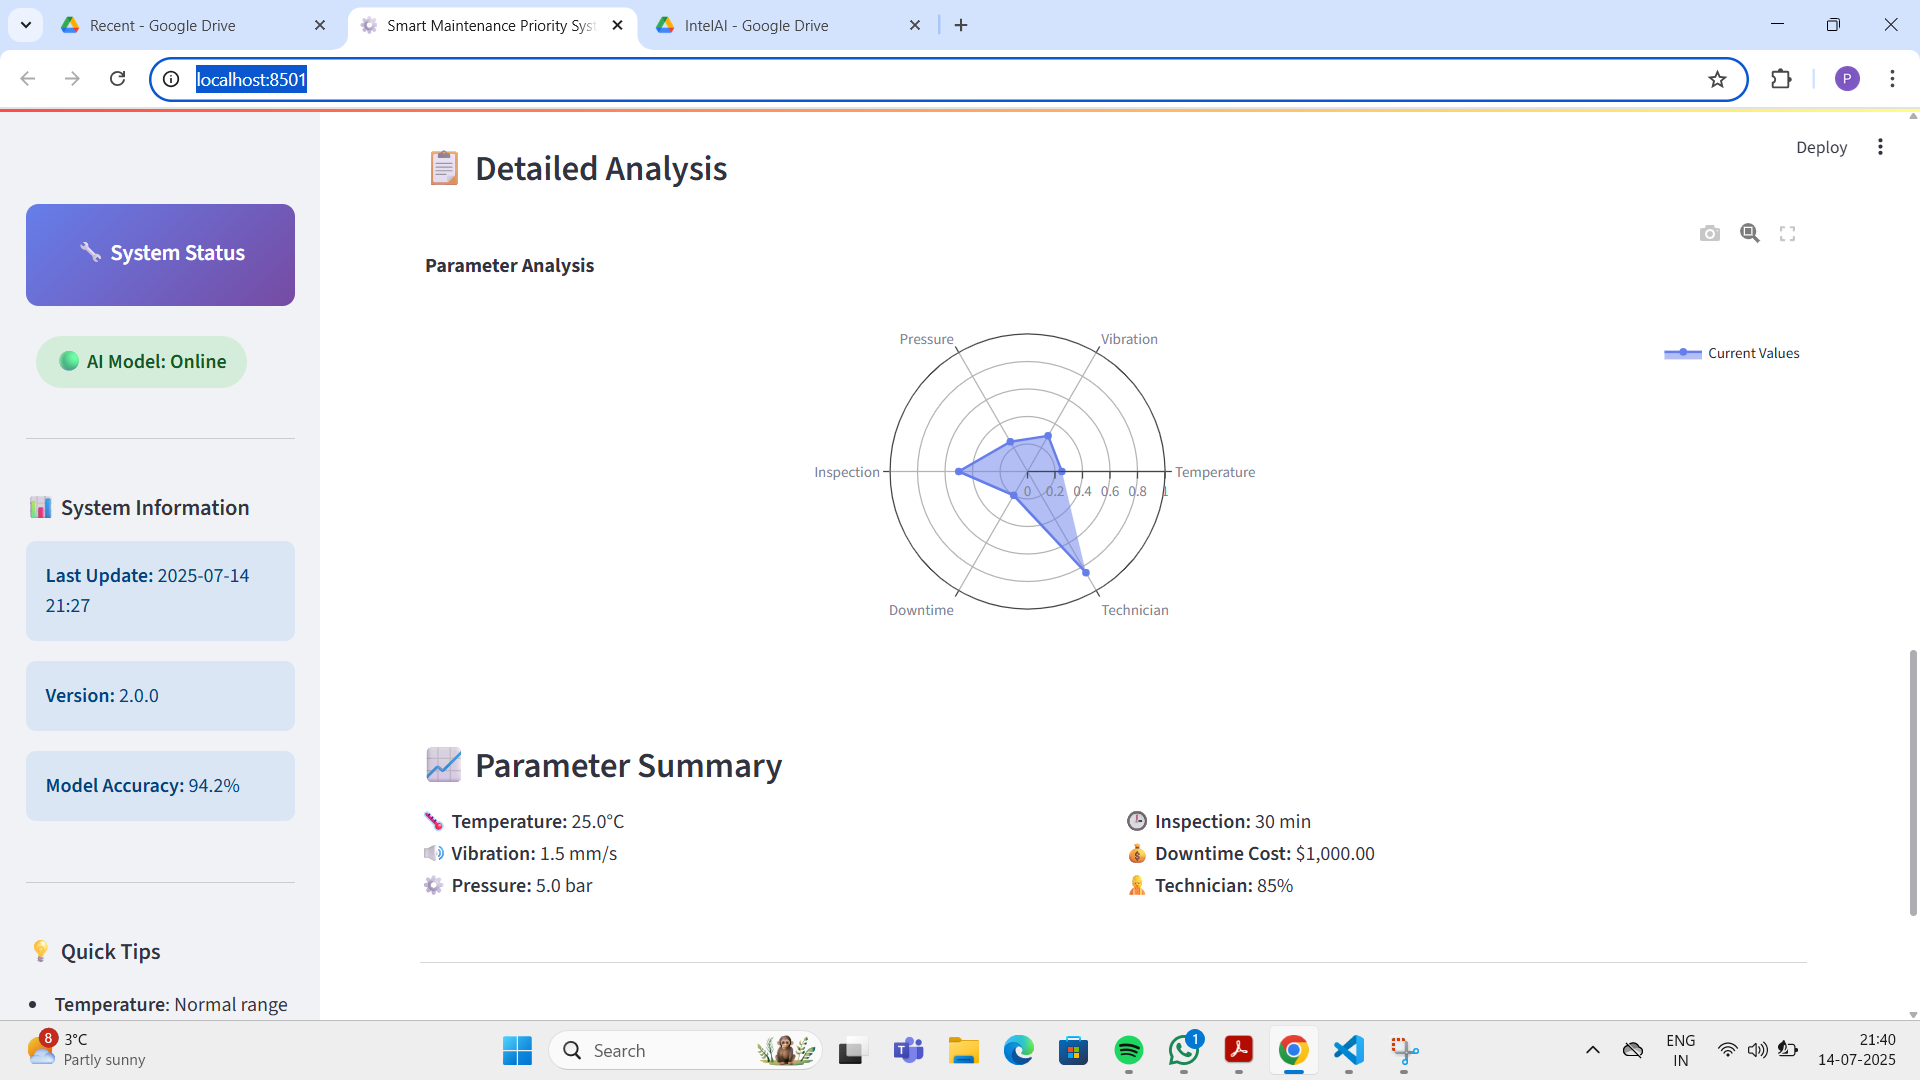 Recent - Google Drive
Smart Maintenance Priority Syst
IntelAI - Google Drive
localhost:8501
P
Deploy
System Status
AI Model: Online
System Information
Last Update: 2025-07-14
21:27
Version: 2.0.0
Model Accuracy: 94.2%
Quick Tips
Temperature: Normal range
Detailed Analysis
Parameter Analysis
Pressure
Vibration
Current Values
Inspection
Temperature
0 0.2 0.4 0.6 0.8 1
Downtime
Technician
Parameter Summary
Temperature: 25.0°C
Vibration: 1.5 mm/s
Pressure: 5.0 bar
Inspection: 30 min
Downtime Cost: $1,000.00
Technician: 85%
8
3°C
Partly sunny
Search
1
ENG
IN
21:40
14-07-2025